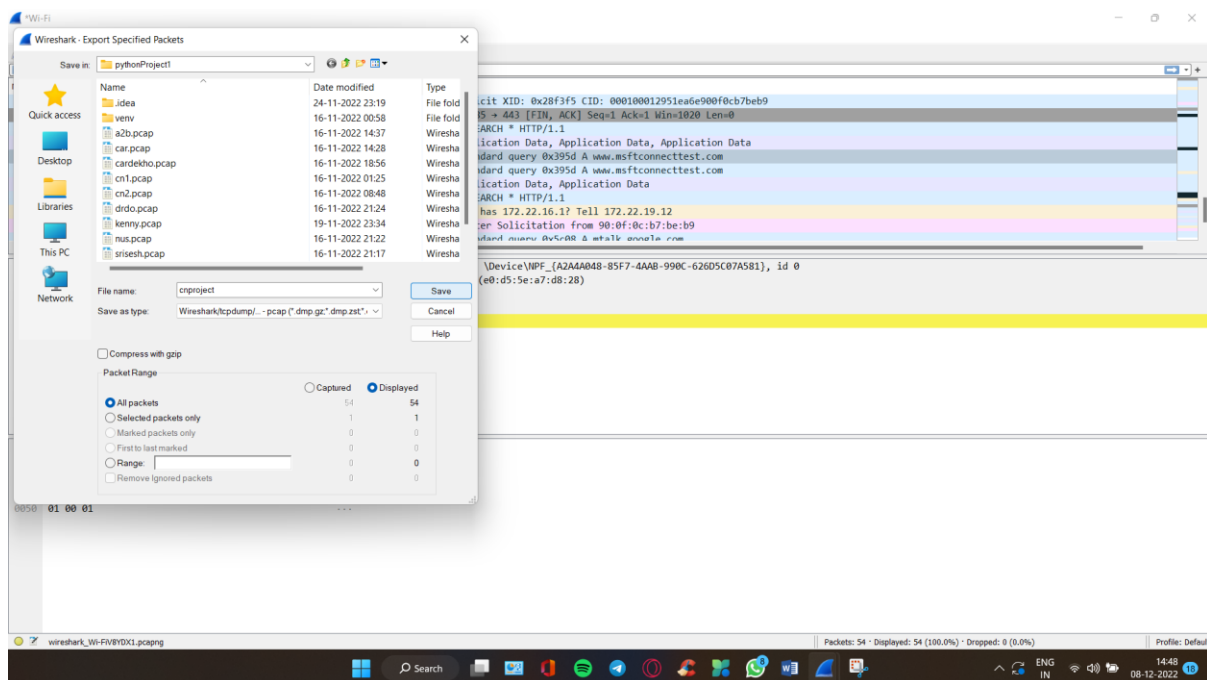 *Wi-Fi
Wireshark · Export Specified Packets
Save in: pythonProject1
Name Date modified Type
.idea 24-11-2022 23:19 File fold
venv 16-11-2022 00:58 File fold
a2b.pcap 16-11-2022 14:37 Wiresha
car.pcap 16-11-2022 14:28 Wiresha
cardekho.pcap 16-11-2022 18:56 Wiresha
cn1.pcap 16-11-2022 01:25 Wiresha
cn2.pcap 16-11-2022 08:48 Wiresha
drdo.pcap 16-11-2022 21:24 Wiresha
kenny.pcap 19-11-2022 23:34 Wiresha
nus.pcap 16-11-2022 21:22 Wiresha
srisesh.pcap 16-11-2022 21:17 Wiresha
Quick access
Desktop
Libraries
This PC
Network
File name: cnproject Save
Save as type: Wireshark/tcpdump/... - pcap (*.dmp.gz;*.dmp.zst;*. Cancel
Help
Compress with gzip
Packet Range
Captured Displayed
All packets 54 54
Selected packets only 1 1
Marked packets only 0 0
First to last marked 0 0
Range: 0 0
Remove Ignored packets 0 0
cit XID: 0x28f3f5 CID: 000100012951ea6e900f0cb7beb9
→ 443 [FIN, ACK] Seq=1 Ack=1 Win=1020 Len=0
EARCH * HTTP/1.1
ication Data, Application Data, Application Data
ndard query 0x395d A www.msftconnecttest.com
ndard query 0x395d A www.msftconnecttest.com
ication Data, Application Data
EARCH * HTTP/1.1
has 172.22.16.1? Tell 172.22.19.12
ter Solicitation from 90:0f:0c:b7:be:b9
ndard query 0x5c08 A mtalk.google.com
\Device\NPF_{A2A4A048-85F7-4AAB-990C-626D5C07A581}, id 0
(e0:d5:5e:a7:d8:28)
0050 01 00 01 ...
wireshark_Wi-FiV8YDX1.pcapng Packets: 54 · Displayed: 54 (100.0%) · Dropped: 0 (0.0%) Profile: Defaul
Search 8 ENG IN 14:48 08-12-2022 18